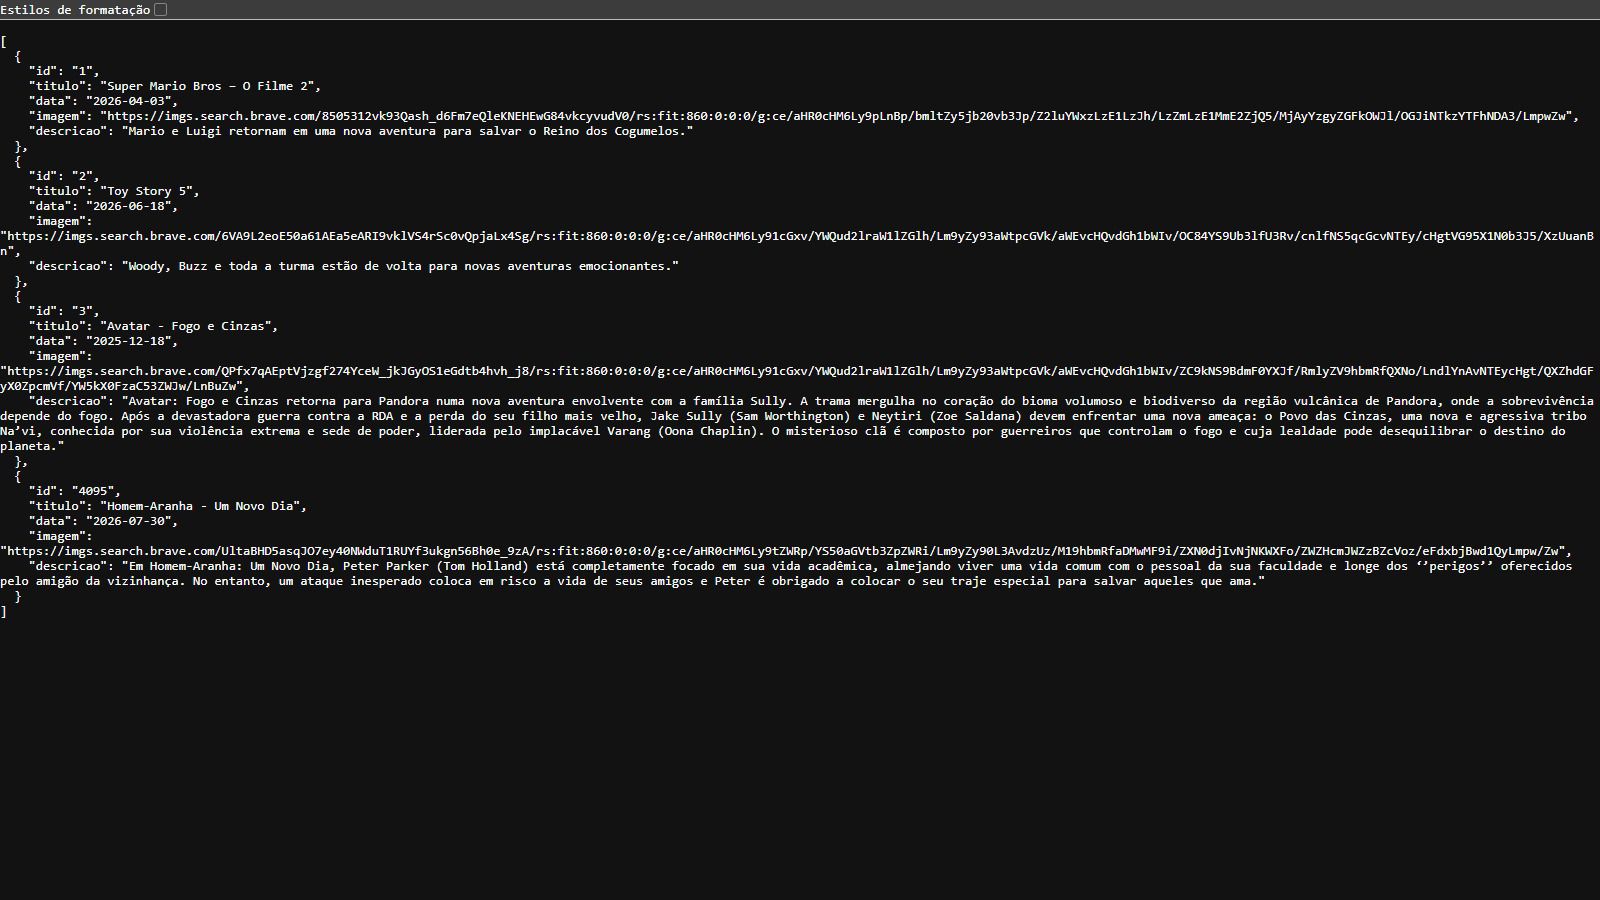 Estilos de formatação
[
  {
    "id": "1",
    "titulo": "Super Mario Bros – O Filme 2",
    "data": "2026-04-03",
    "imagem": "https://imgs.search.brave.com/8505312vk93Qash_d6Fm7eQleKNEHEwG84vkcyvudV0/rs:fit:860:0:0:0/g:ce/aHR0cHM6Ly9pLnBp/bmltZy5jb20vb3Jp/Z2luYWxzLzE1LzJh/LzZmLzE1MmE2ZjQ5/MjAyYzgyZGFkOWJl/OGJiNTkzYTFhNDA3/LmpwZw",
    "descricao": "Mario e Luigi retornam em uma nova aventura para salvar o Reino dos Cogumelos."
  },
  {
    "id": "2",
    "titulo": "Toy Story 5",
    "data": "2026-06-18",
    "imagem":
"https://imgs.search.brave.com/6VA9L2eoE50a61AEa5eARI9vklVS4rSc0vQpjaLx4Sg/rs:fit:860:0:0:0/g:ce/aHR0cHM6Ly91cGxv/YWQud2lraW1lZGlh/Lm9yZy93aWtpcGVk/aWEvcHQvdGh1bWIv/OC84YS9Ub3lfU3Rv/cnlfNS5qcGcvNTEy/cHgtVG95X1N0b3J5/XzUuanB
n",
    "descricao": "Woody, Buzz e toda a turma estão de volta para novas aventuras emocionantes."
  },
  {
    "id": "3",
    "titulo": "Avatar - Fogo e Cinzas",
    "data": "2025-12-18",
    "imagem":
"https://imgs.search.brave.com/QPfx7qAEptVjzgf274YceW_jkJGyOS1eGdtb4hvh_j8/rs:fit:860:0:0:0/g:ce/aHR0cHM6Ly91cGxv/YWQud2lraW1lZGlh/Lm9yZy93aWtpcGVk/aWEvcHQvdGh1bWIv/ZC9kNS9BdmF0YXJf/RmlyZV9hbmRfQXNo/LndlYnAvNTEycHgt/QXZhdGF
yX0ZpcmVf/YW5kX0FzaC53ZWJw/LnBuZw",
    "descricao": "Avatar: Fogo e Cinzas retorna para Pandora numa nova aventura envolvente com a família Sully. A trama mergulha no coração do bioma volumoso e biodiverso da região vulcânica de Pandora, onde a sobrevivência
depende do fogo. Após a devastadora guerra contra a RDA e a perda do seu filho mais velho, Jake Sully (Sam Worthington) e Neytiri (Zoe Saldana) devem enfrentar uma nova ameaça: o Povo das Cinzas, uma nova e agressiva tribo
Na’vi, conhecida por sua violência extrema e sede de poder, liderada pelo implacável Varang (Oona Chaplin). O misterioso clã é composto por guerreiros que controlam o fogo e cuja lealdade pode desequilibrar o destino do
planeta."
  },
  {
    "id": "4095",
    "titulo": "Homem-Aranha - Um Novo Dia",
    "data": "2026-07-30",
    "imagem":
"https://imgs.search.brave.com/UltaBHD5asqJO7ey40NWduT1RUYf3ukgn56Bh0e_9zA/rs:fit:860:0:0:0/g:ce/aHR0cHM6Ly9tZWRp/YS50aGVtb3ZpZWRi/Lm9yZy90L3AvdzUz/M19hbmRfaDMwMF9i/ZXN0djIvNjNKWXFo/ZWZHcmJWZzBZcVoz/eFdxbjBwd1QyLmpw/Zw",
    "descricao": "Em Homem-Aranha: Um Novo Dia, Peter Parker (Tom Holland) está completamente focado em sua vida acadêmica, almejando viver uma vida comum com o pessoal da sua faculdade e longe dos ‘’perigos’’ oferecidos
pelo amigão da vizinhança. No entanto, um ataque inesperado coloca em risco a vida de seus amigos e Peter é obrigado a colocar o seu traje especial para salvar aqueles que ama."
  }
]